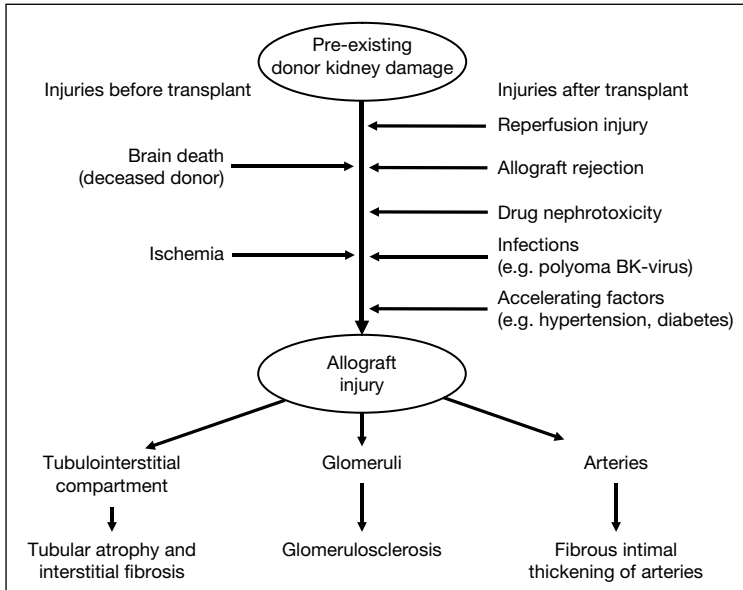 Pre-existing
donor kidney damage
Injuries before transplant
Injuries after transplant
Reperfusion injury
Brain death
(deceased donor)
Allograft rejection
Drug nephrotoxicity
Ischemia
Infections
(e.g. polyoma BK-virus)
Accelerating factors
(e.g. hypertension, diabetes)
Allograft
injury
Tubulointerstitial
compartment
Glomeruli
Arteries
Tubular atrophy and
interstitial fibrosis
Glomerulosclerosis
Fibrous intimal
thickening of arteries